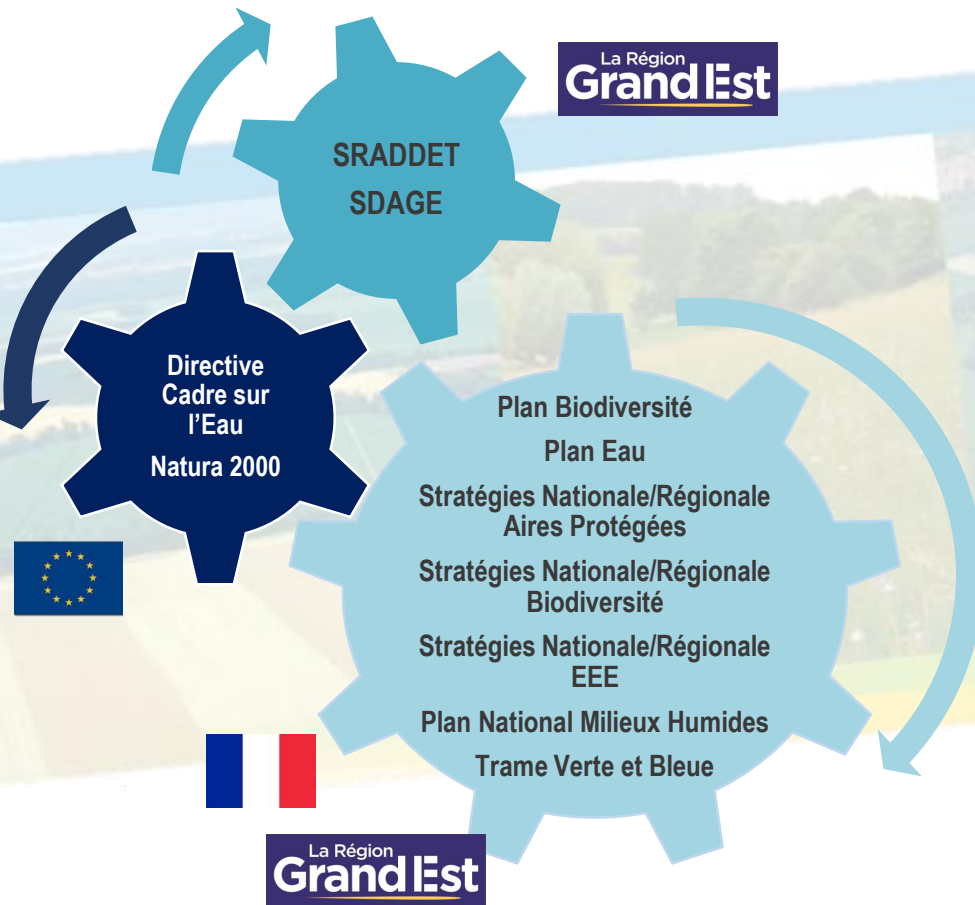 La Région
Grand Est
SRADDET
SDAGE
Directive
Cadre sur
l'Eau
Natura 2000
Plan Biodiversité
Plan Eau
Stratégies Nationale/Régionale
Aires Protégées
Stratégies Nationale/Régionale
Biodiversité
Stratégies Nationale/Régionale
EEE
Plan National Milieux Humides
Trame Verte et Bleue
La Région
Grand Est